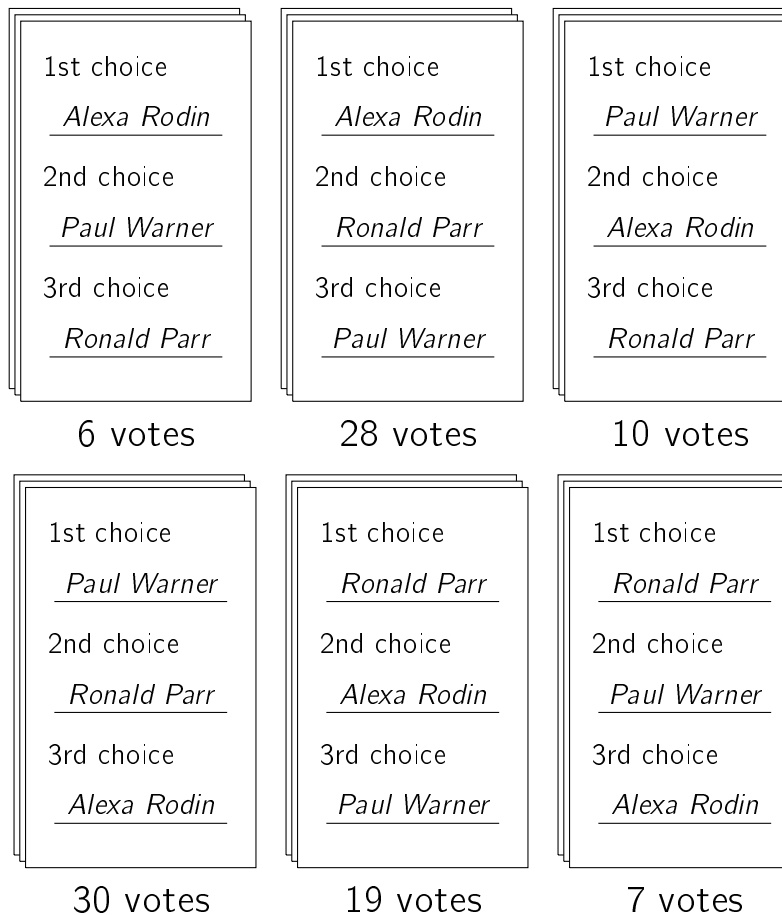 1st choice
Alexa Rodin
2nd choice
Paul Warner
3rd choice
Ronald Parr
6 votes
1st choice
Alexa Rodin
2nd choice
Ronald Parr
3rd choice
Paul Warner
28 votes
1st choice
Paul Warner
2nd choice
Alexa Rodin
3rd choice
Ronald Parr
10 votes
1st choice
Paul Warner
2nd choice
Ronald Parr
3rd choice
Alexa Rodin
30 votes
1st choice
Ronald Parr
2nd choice
Alexa Rodin
3rd choice
Paul Warner
19 votes
1st choice
Ronald Parr
2nd choice
Paul Warner
3rd choice
Alexa Rodin
7 votes